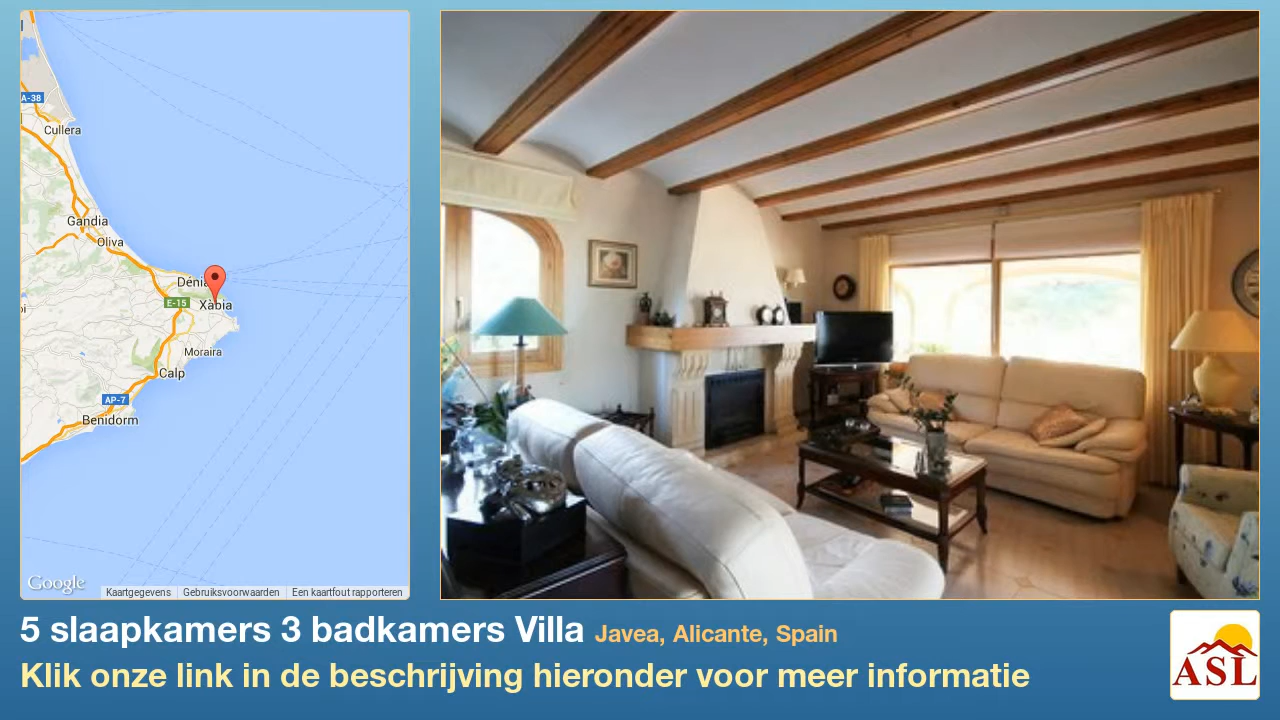 A-38
Cullera
Gandia
Oliva
Dénia
E-15
Xàbia
Moraira
Calp
AP-7
Benidorm
Google
Kaartgegevens
Gebruiksvoorwaarden
Een kaartfout rapporteren
5 slaapkamers 3 badkamers Villa Javea, Alicante, Spain
Klik onze link in de beschrijving hieronder voor meer informatie
ASL